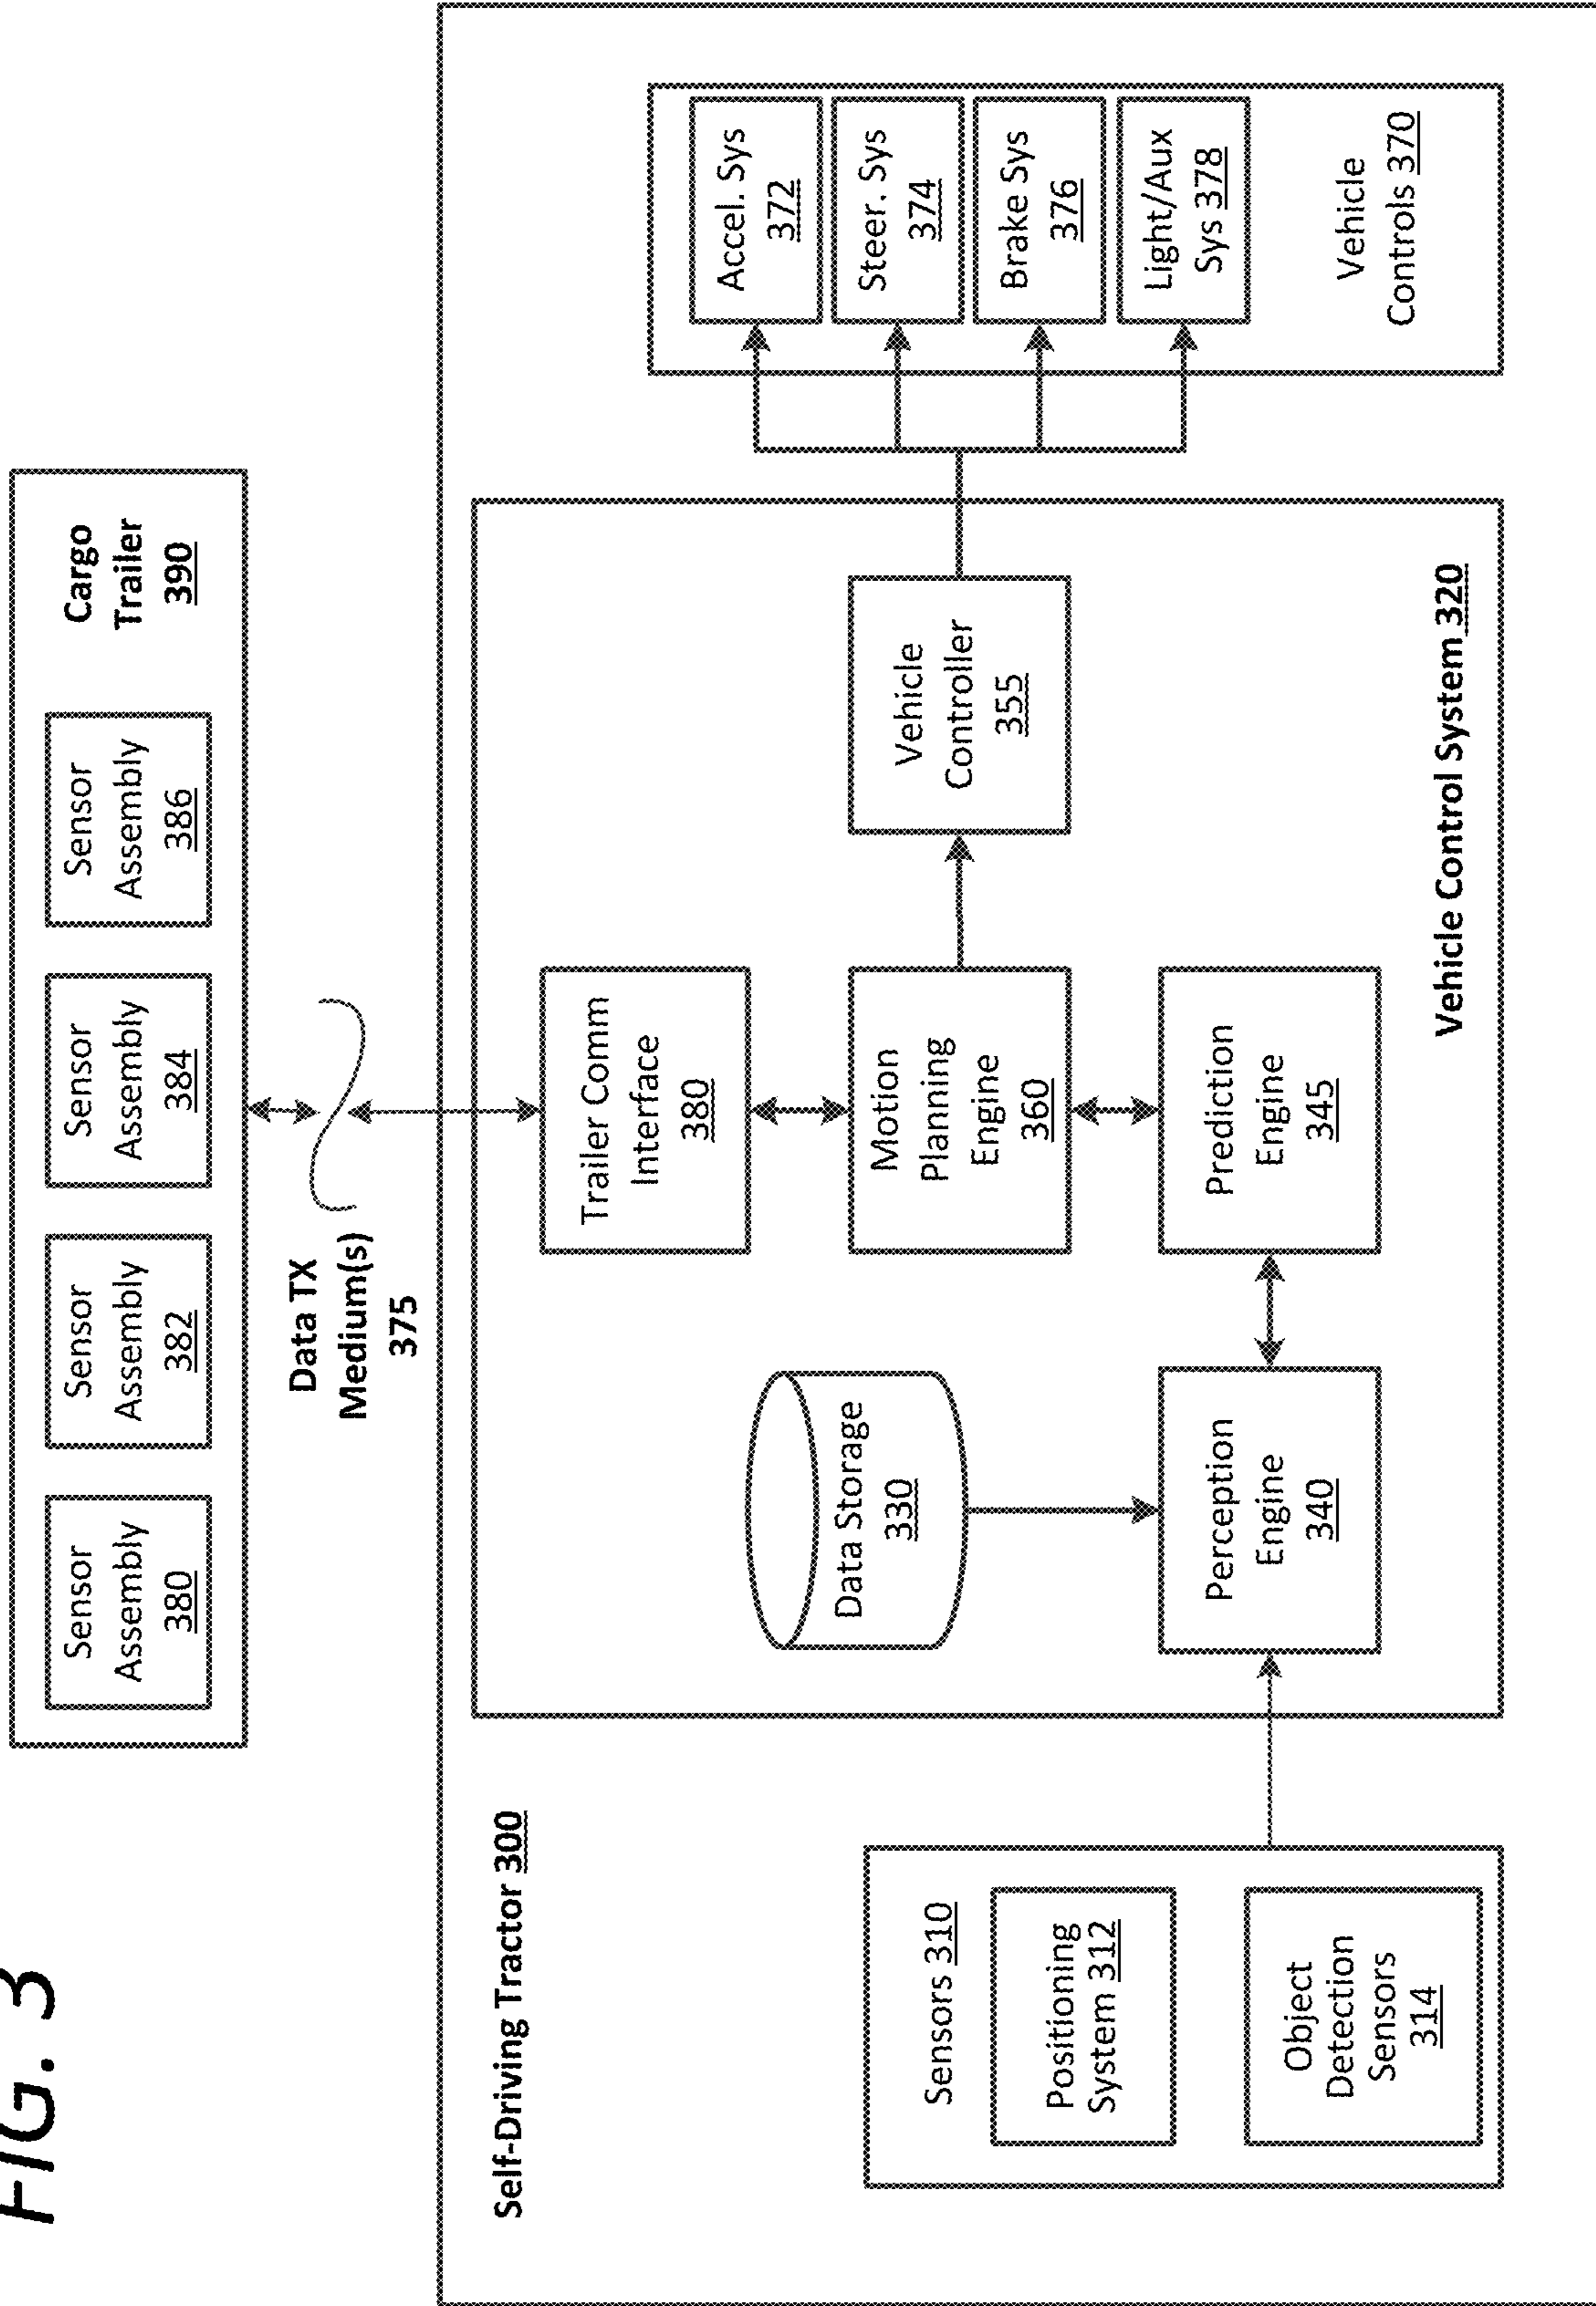 FIG. 3
Sensor
Assembly
380
Sensor
Assembly
382
Sensor
Assembly
384
Sensor
Assembly
386
Cargo
Trailer
390
Data TX
Medium(s)
375
Self-Driving Tractor 300
Sensors 310
Positioning
System 312
Object
Detection
Sensors
314
Data Storage
330
Perception
Engine
340
Trailer Comm
Interface
380
Motion
Planning
Engine
360
Prediction
Engine
345
Vehicle
Controller
355
Vehicle Control System 320
Accel. Sys
372
Steer. Sys
374
Brake Sys
376
Light/Aux
Sys 378
Vehicle
Controls 370